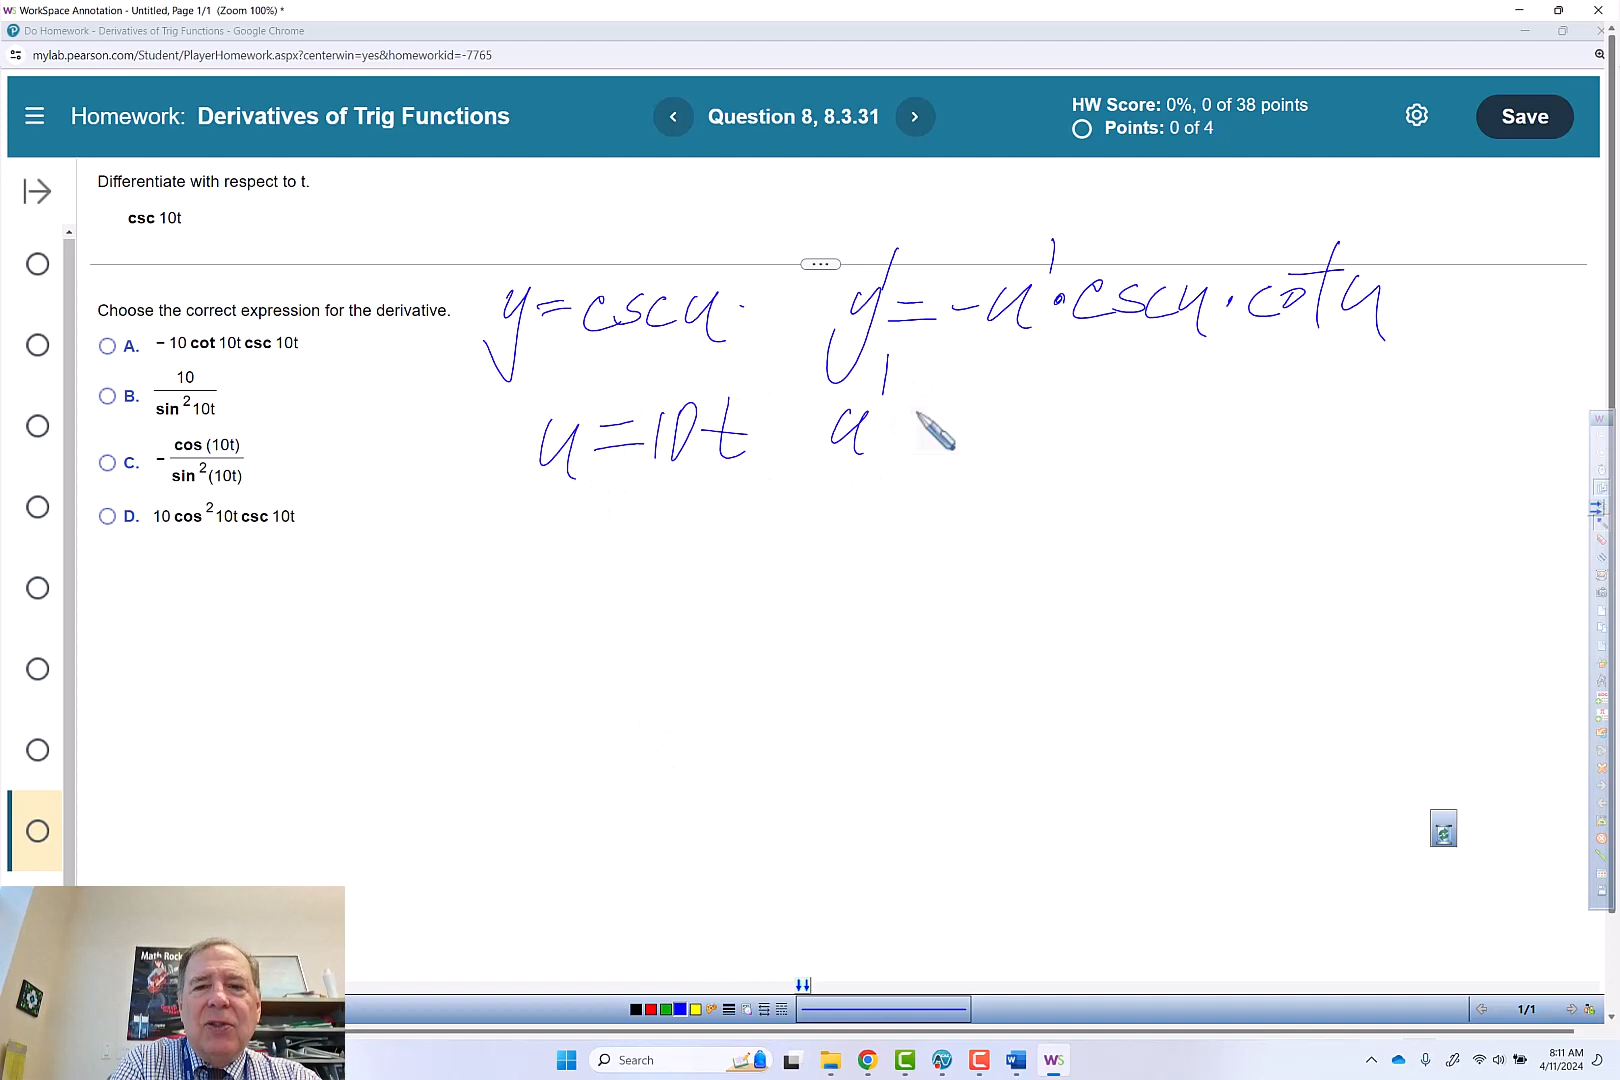 WS WorkSpace Annotation - Untitled, Page 1/1 (Zoom 100%) *
Do Homework - Derivatives of Trig Functions - Google Chrome
mylab.pearson.com/Student/PlayerHomework.aspx?centerwin=yes&homeworkid=-7765
Homework: Derivatives of Trig Functions
Question 8, 8.3.31
HW Score: 0%, 0 of 38 points
Points: 0 of 4
Save
Differentiate with respect to t.
csc 10t
Choose the correct expression for the derivative.
A. - 10 cot 10t csc 10t
B. 10 / sin² 10t
C. - cos (10t) / sin² (10t)
D. 10 cos² 10t csc 10t
y = csc u.
y' = -u' · csc u · cot u
u = 10t
u'
Math Rock
1/1
Search
WS
8:11 AM
4/11/2024